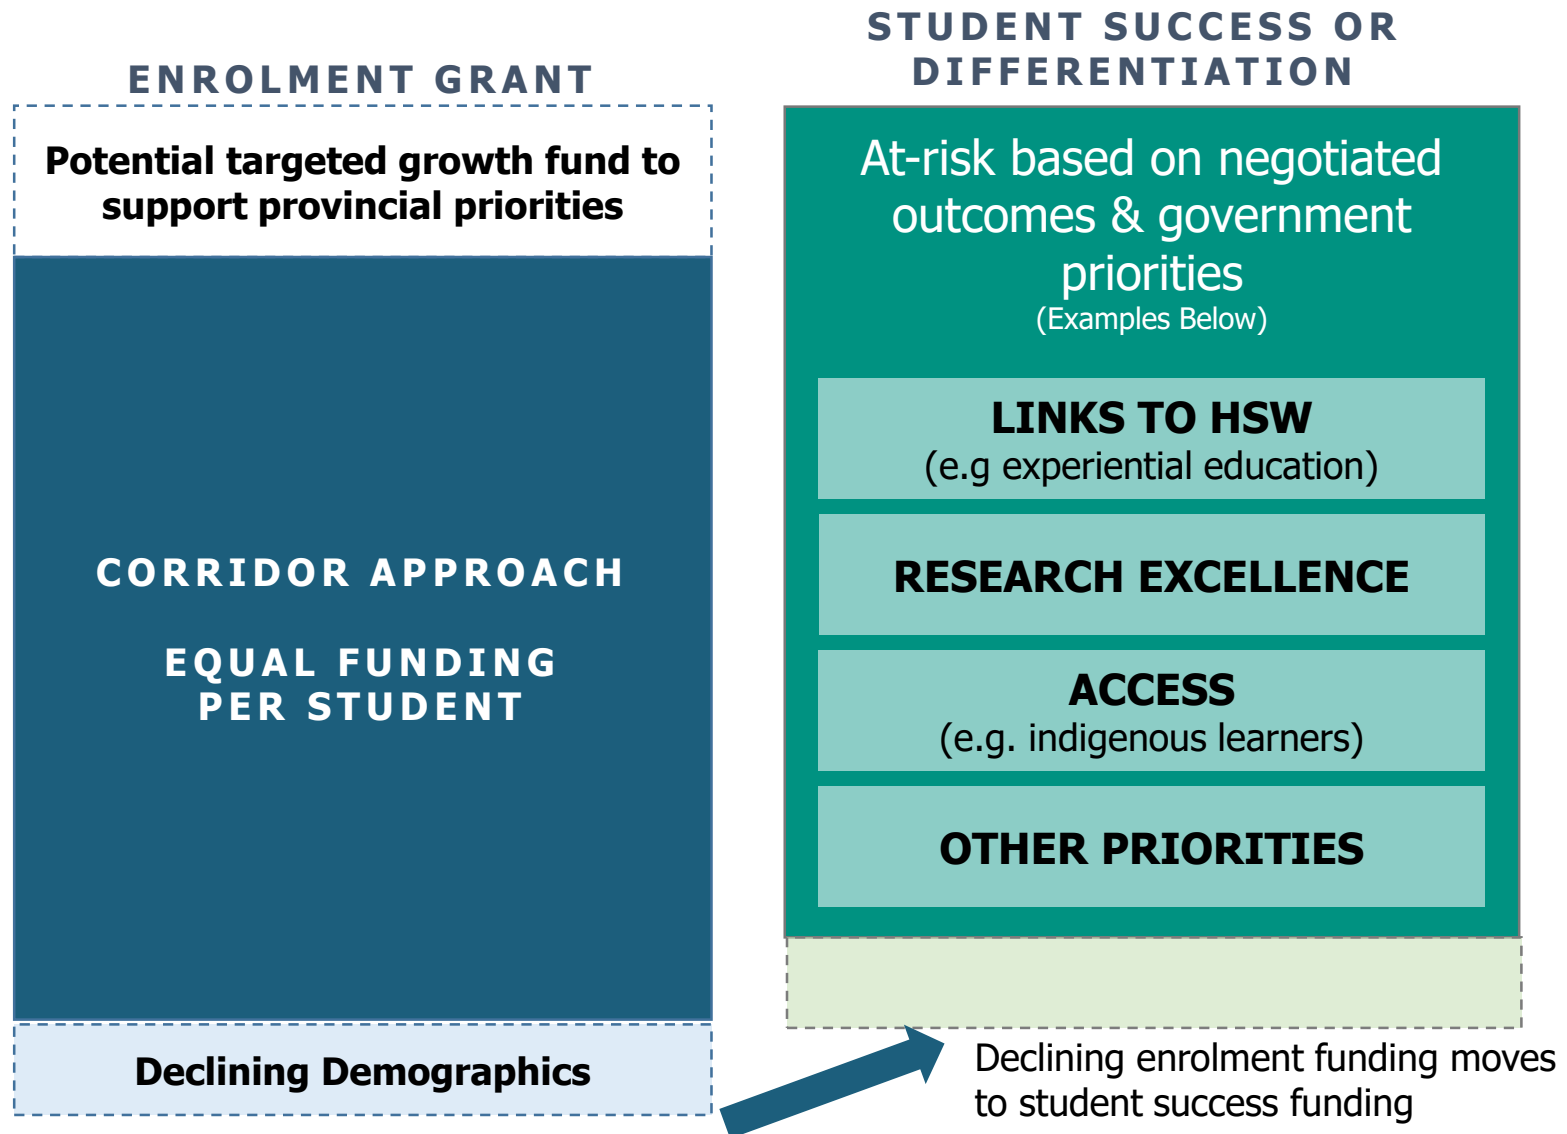 ENROLMENT GRANT
Potential targeted growth fund to
support provincial priorities
CORRIDOR APPROACH
EQUAL FUNDING
PER STUDENT
Declining Demographics
STUDENT SUCCESS OR
DIFFERENTIATION
At-risk based on negotiated
outcomes & government
priorities
(Examples Below)
LINKS TO HSW
(e.g experiential education)
RESEARCH EXCELLENCE
ACCESS
(e.g. indigenous learners)
OTHER PRIORITIES
Declining enrolment funding moves
to student success funding